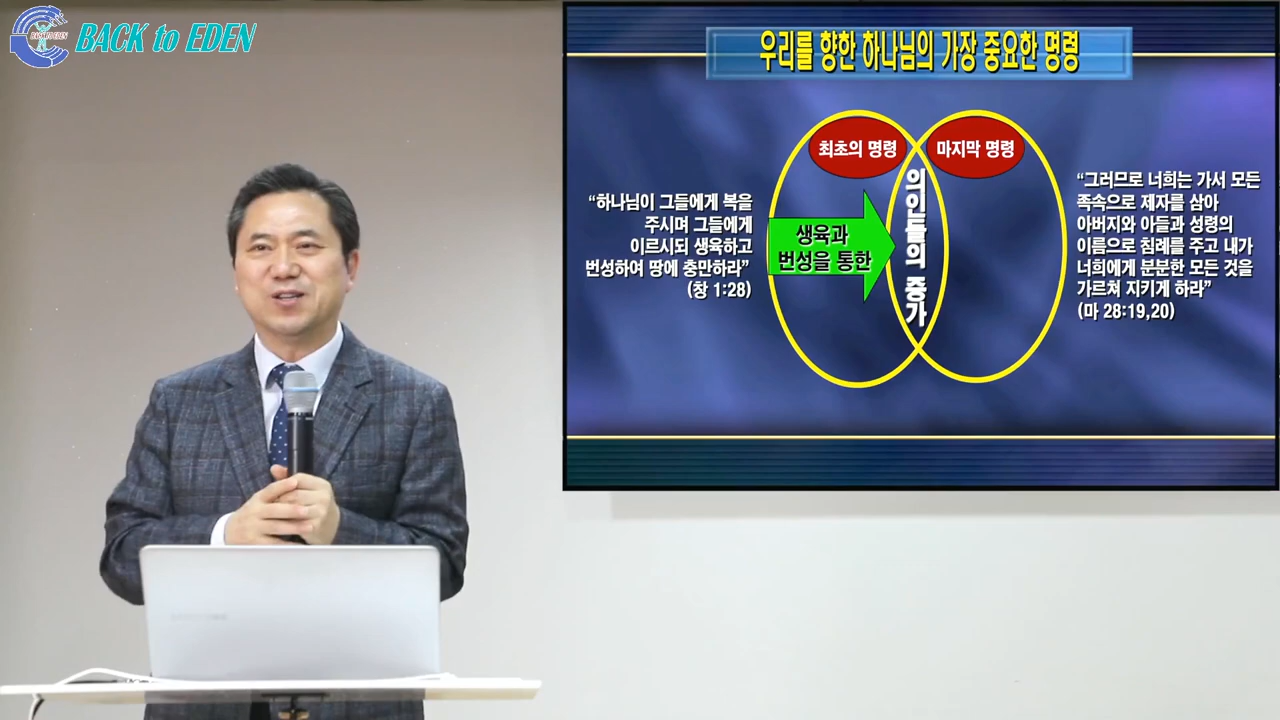 BACK to EDEN
BACK TO EDEN
우리를 향한 하나님의 가장 중요한 명령
최초의 명령
마지막 명령
“하나님이 그들에게 복을
주시며 그들에게
이르시되 생육하고
번성하여 땅에 충만하라”
(창 1:28)
생육과
번성을 통한
의인들의 증가
“그러므로 너희는 가서 모든
족속으로 제자를 삼아
아버지와 아들과 성령의
이름으로 침례를 주고 내가
너희에게 분분한 모든 것을
가르쳐 지키게 하라”
(마 28:19,20)